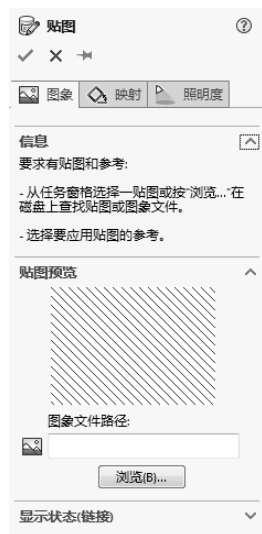 贴图
图象
映射
照明度
信息
要求有贴图和参考:
- 从任务窗格选择一贴图或按“浏览...”在
磁盘上查找贴图或图象文件。
- 选择要应用贴图的参考。
贴图预览
图象文件路径:
浏览(B)...
显示状态(链接)